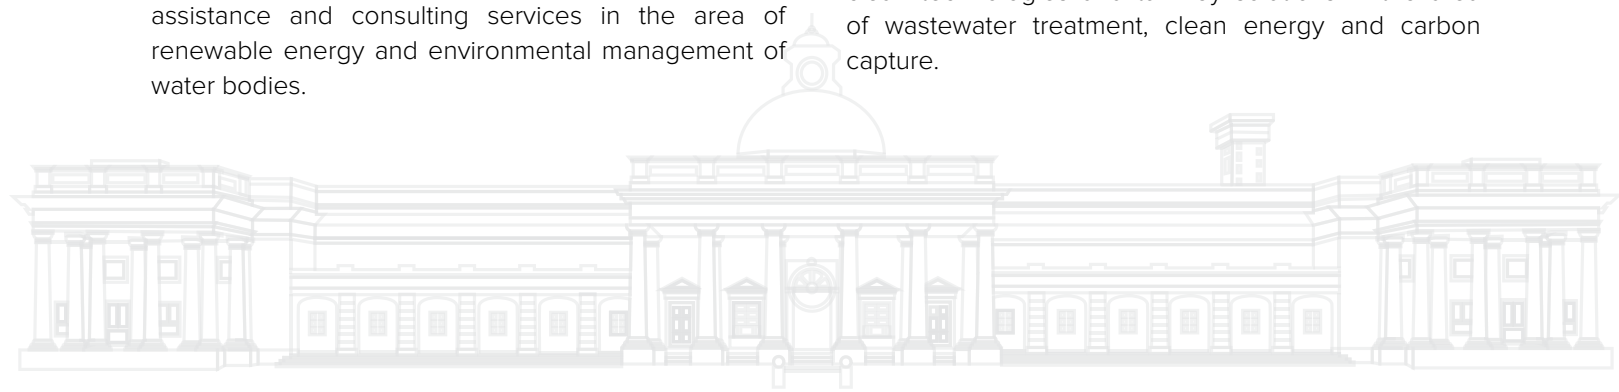 assistance and consulting services in the area of
renewable energy and environmental management of
water bodies.
of wastewater treatment, clean energy and carbon
capture.